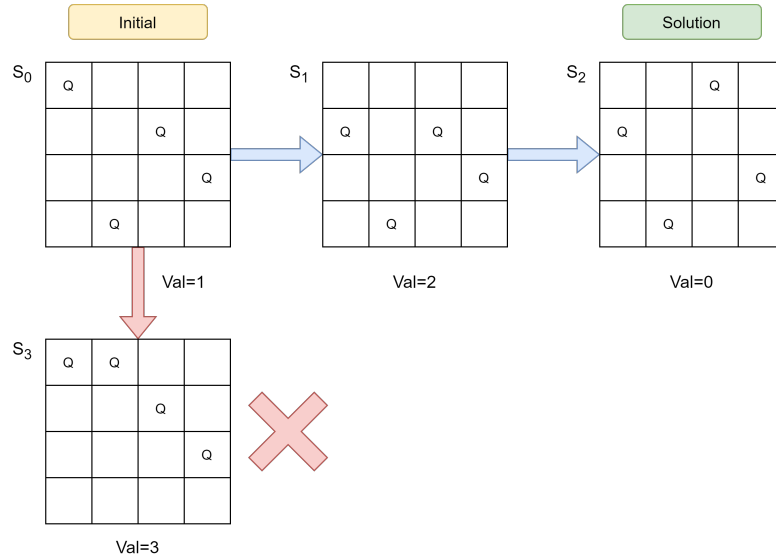 Initial
Solution
S0
Q
Q
Q
Q
S1
Q Q
Q
Q
S2
Q
Q
Q
Q
Val=1
Val=2
Val=0
S3
Q Q
Q
Q
Val=3